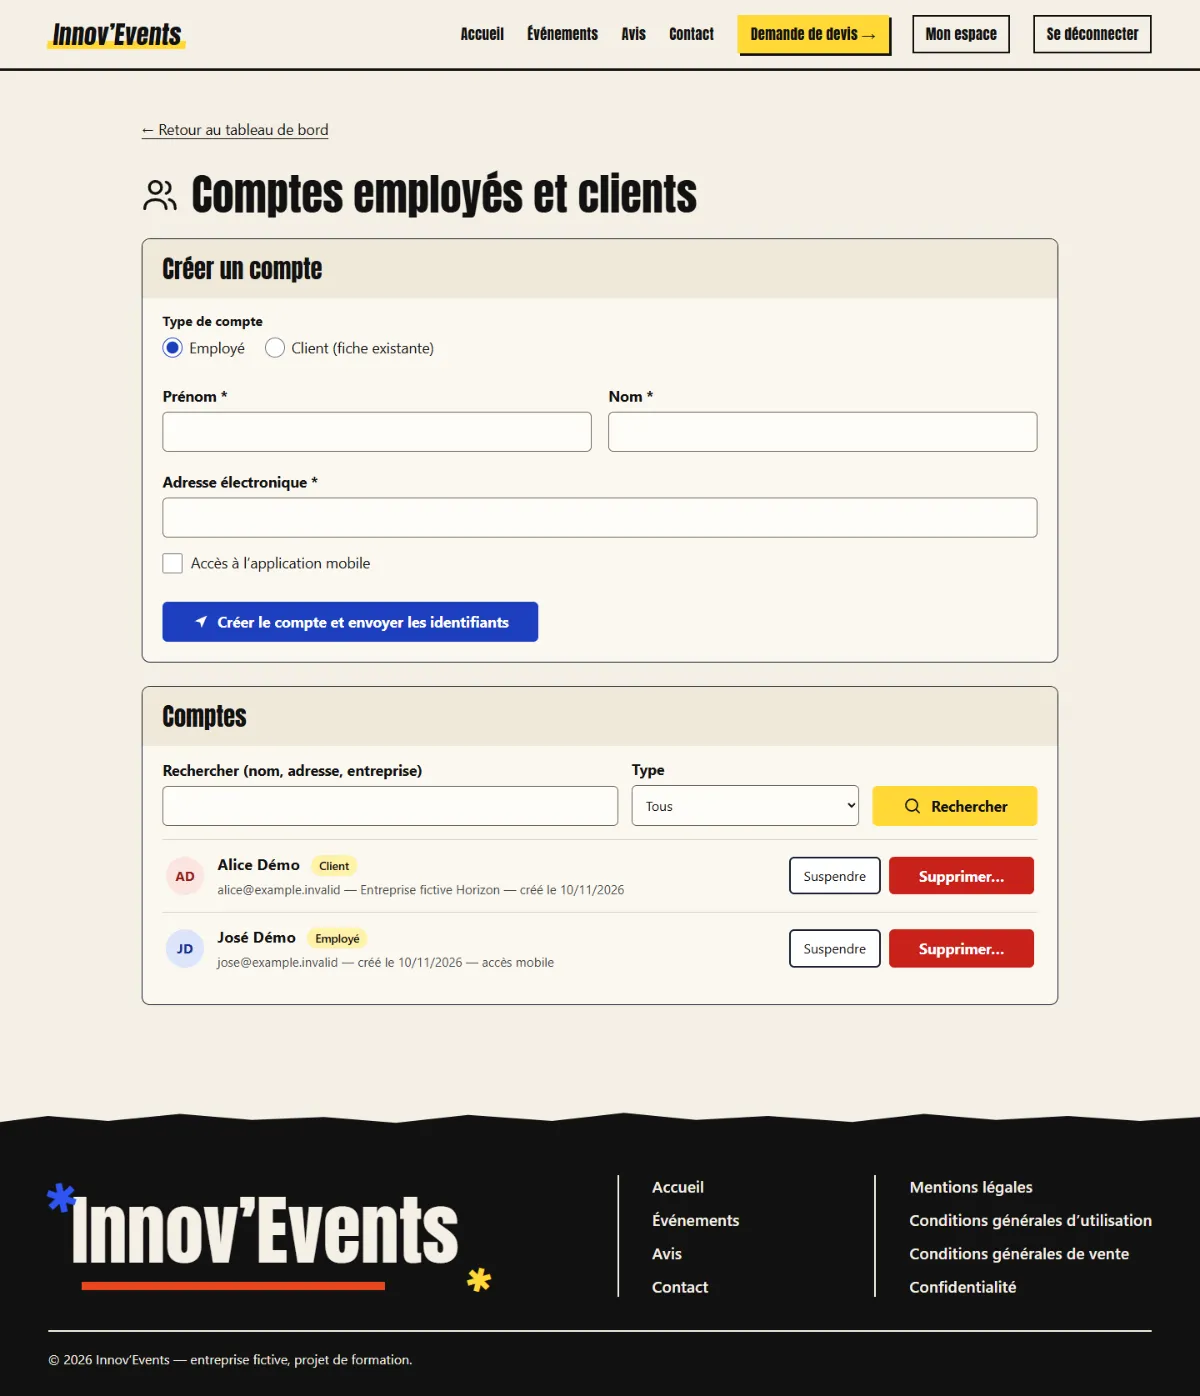 Innov’Events
Accueil Événements Avis Contact Demande de devis → Mon espace Se déconnecter
← Retour au tableau de bord
Comptes employés et clients
Créer un compte
Type de compte
Employé Client (fiche existante)
Prénom * Nom *
Adresse électronique *
Accès à l’application mobile
Créer le compte et envoyer les identifiants
Comptes
Rechercher (nom, adresse, entreprise) Type
Tous Rechercher
AD Alice Démo Client
alice@example.invalid — Entreprise fictive Horizon — créé le 10/11/2026
Suspendre Supprimer...
JD José Démo Employé
jose@example.invalid — créé le 10/11/2026 — accès mobile
Suspendre Supprimer...
Innov’Events
Accueil
Événements
Avis
Contact
Mentions légales
Conditions générales d’utilisation
Conditions générales de vente
Confidentialité
© 2026 Innov’Events — entreprise fictive, projet de formation.